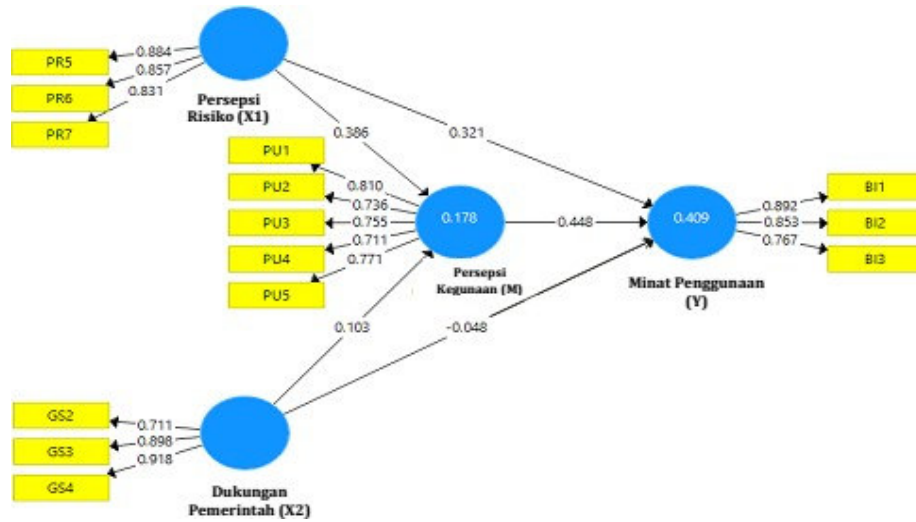 PR5
0.884
PR6
0.857
PR7
0.831
Persepsi
Risiko (X1)
0.386
0.321
PU1
0.810
PU2
0.736
PU3
0.755
PU4
0.711
PU5
0.771
0.178
Persepsi
Kegunaan (M)
0.448
0.409
Minat Penggunaan
(Y)
0.892
BI1
0.853
BI2
0.767
BI3
0.103
-0.048
GS2
0.711
GS3
0.898
GS4
0.918
Dukungan
Pemerintah (X2)